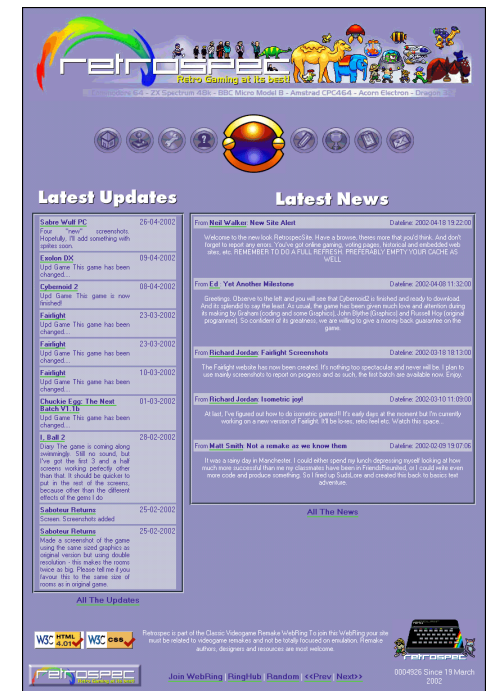 retrospec
Retro Gaming at its best!
64 - ZX Spectrum 48k - BBC Micro Model B - Amstrad CPC464 - Acorn Electron - Dragon
Latest Updates
Sabre Wulf PC 26-04-2002
Four "new" screenshots.
Hopefully, I'll add something with
sprites soon.
Exolon DX 09-04-2002
Upd Game This game has been
changed...
Cybernoid 2 08-04-2002
Upd Game This game is now
finished!
Fairlight 23-03-2002
Upd Game This game has been
changed...
Fairlight 23-03-2002
Upd Game This game has been
changed...
Fairlight 10-03-2002
Upd Game This game has been
changed...
Chuckie Egg: The Next 01-03-2002
Batch V1.1b
Upd Game This game has been
changed...
I, Ball 2 28-02-2002
Diary The game is coming along
swimmingly. Still no sound, but
I've got the first 3 and a half
screens working perfectly other
than that. It should be quicker to
put in the rest of the screens,
because other than the different
effects of the gems I do
Saboteur Returns 25-02-2002
Screen: Screenshots added
Saboteur Returns 25-02-2002
Made a screenshot of the game
using the same sized graphics as
original version but using double
resolution - this makes the rooms
twice as big. Please tell me if you
favour this to the same size of
rooms as in original game.
All The Updates
Latest News
From Neil Walker: New Site Alert Dateline: 2002-04-18 19:22:00
Welcome to the new look RetrospecSite. Have a browse, theres more that you'd think. And don't
forget to report any errors. You've got online gaming, voting pages, historical and embedded web
sites, etc. REMEMBER TO DO A FULL REFRESH, PREFERABLY EMPTY YOUR CACHE AS
WELL
From Ed: Yet Another Milestone Dateline: 2002-04-08 11:32:00
Greetings. Observe to the left and you will see that Cybernoid2 is finished and ready to download.
And its splendid to say the least. As usual, the game has been given much love and attention during
its making by Graham (coding and some Graphics), John Blythe (Graphics) and Russell Hoy (original
programmer). So confident of its greatness, we are willing to give a money back guarantee on the
game.
From Richard Jordan: Fairlight Screenshots Dateline: 2002-03-18 18:13:00
The Fairlight website has now been created. It's nothing too spectacular and never will be. I plan to
use mainly screenshots to report on progress and as such, the first batch are available now. Enjoy.
From Richard Jordan: Isometric joy! Dateline: 2002-03-10 11:09:00
At last, I've figured out how to do isometric games!!! It's early days at the moment but I'm currently
working on a new version of Fairlight. It'll be lo-res, retro feel etc. Watch this space...
From Matt Smith: Not a remake as we know them Dateline: 2002-02-09 19:07:06
It was a rainy day in Manchester. I could either spend my lunch depressing myself looking at how
much more successful than me my classmates have been in FriendsReunited, or I could write even
more code and produce something. So I fired up SuddLore and created this back to basics text
adventure.
All The News
W3C HTML 4.01
W3C CSS
Retrospec is part of the Classic Videogame Remake WebRing To join this WebRing your site
must be related to videogame remakes and not be totally focused on emulation. Remake
authors, designers and resources are most welcome.
retrospec
Join WebRing | RingHub | Random | <<Prev | Next>>
retrospec
0004926 Since 19 March
2002